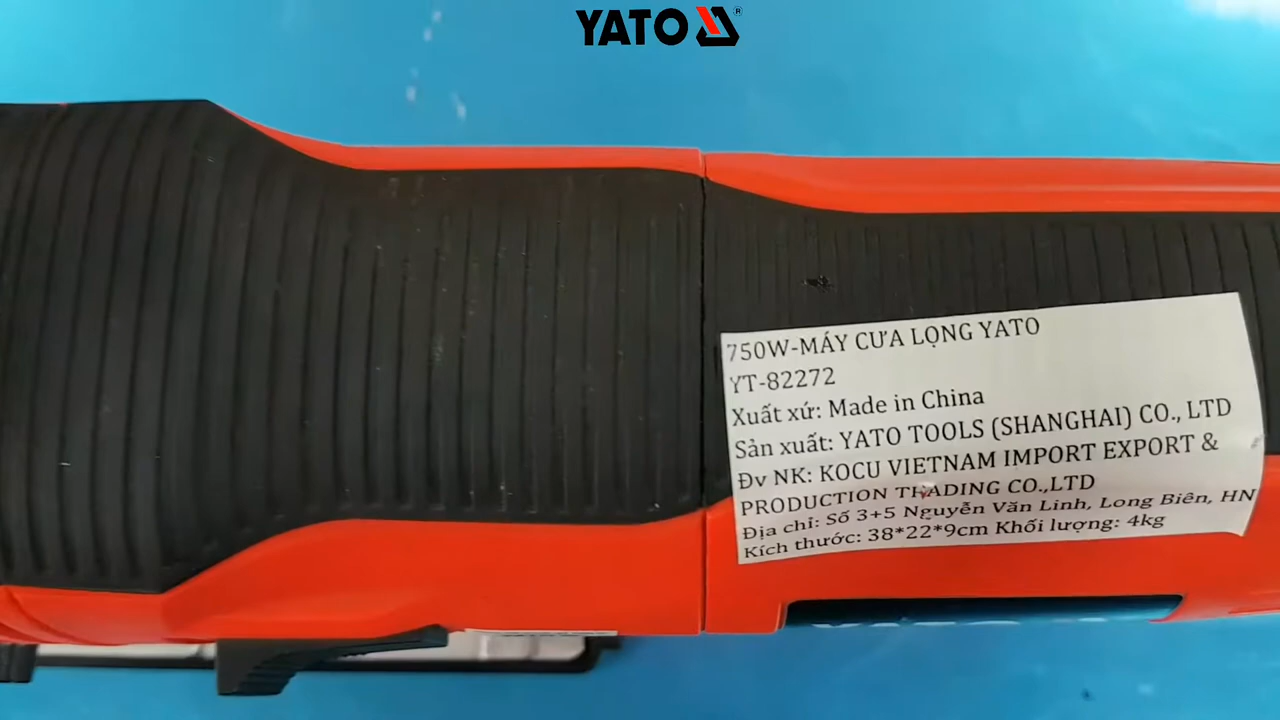 YATO
750W-MÁY CƯA LỌNG YATO
YT-82272
Xuất xứ: Made in China
Sản xuất: YATO TOOLS (SHANGHAI) CO., LTD
Đv NK: KOCU VIETNAM IMPORT EXPORT &
PRODUCTION TRADING CO.,LTD
Địa chỉ: Số 3+5 Nguyễn Văn Linh, Long Biên, HN
Kích thước: 38*22*9cm Khối lượng: 4kg